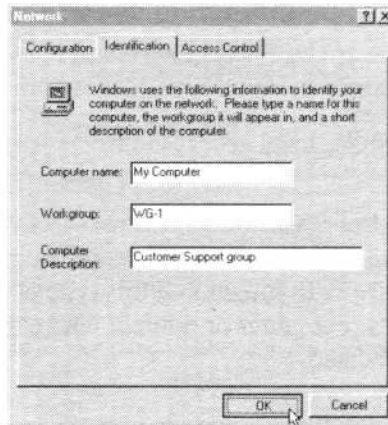 Network
Configuration Identification Access Control
Windows uses the following information to identify your
computer on the network. Please type a name for this
computer, the workgroup it will appear in, and a short
description of the computer.
Computer name: My Computer
Workgroup: WG-1
Computer
Description: Customer Support group
OK Cancel